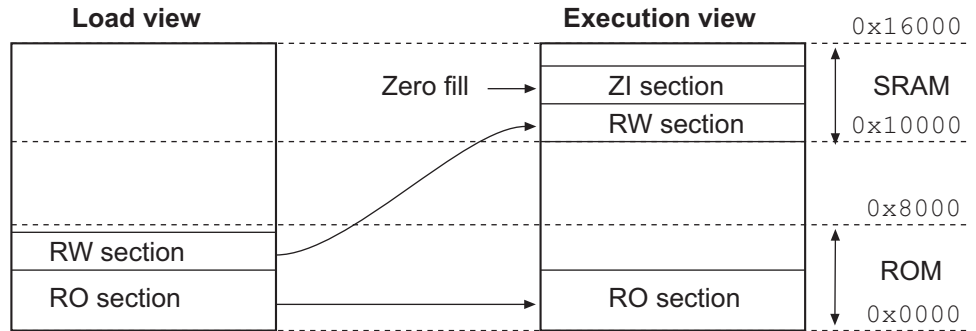 Load view
Execution view
0x16000
Zero fill
ZI section
SRAM
RW section
0x10000
0x8000
RW section
ROM
RO section
RO section
0x0000